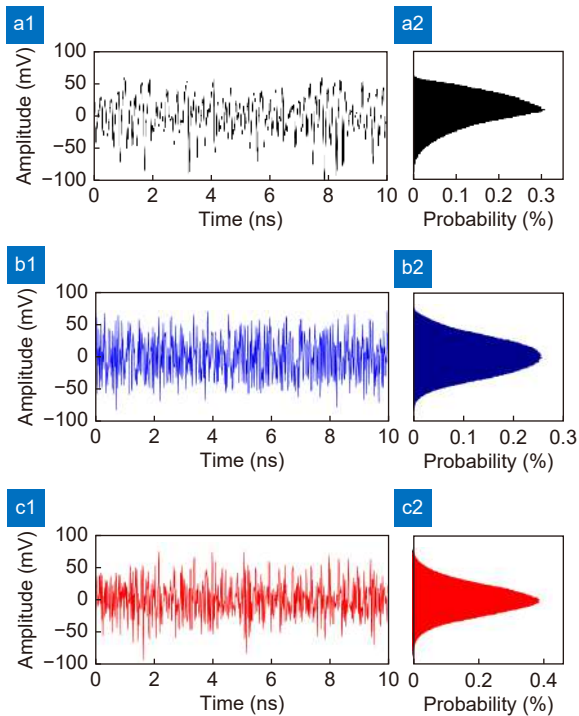 a1
a2
100
50
0
−50
−100
Amplitude (mV)
0 2 4 6 8 10
Time (ns)
0 0.1 0.2 0.3
Probability (%)
b1
b2
100
50
0
−50
−100
Amplitude (mV)
0 2 4 6 8 10
Time (ns)
0 0.1 0.2 0.3
Probability (%)
c1
c2
100
50
0
−50
−100
Amplitude (mV)
0 2 4 6 8 10
Time (ns)
0 0.2 0.4
Probability (%)